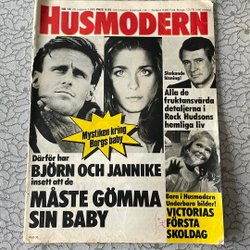 HUSMODERN
Stakande
läsning!
Alla de
fruktansvärda
detaljerna i
Rock Hudsons
hemliga liv
Mystiken kring
Borgs baby
Därför har
BJÖRN OCH JANNIKE
insett att de
MÅSTE GÖMMA
SIN BABY
Bara i Husmodern
Underbara bilder!
VICTORIAS
FÖRSTA
SKOLDAG